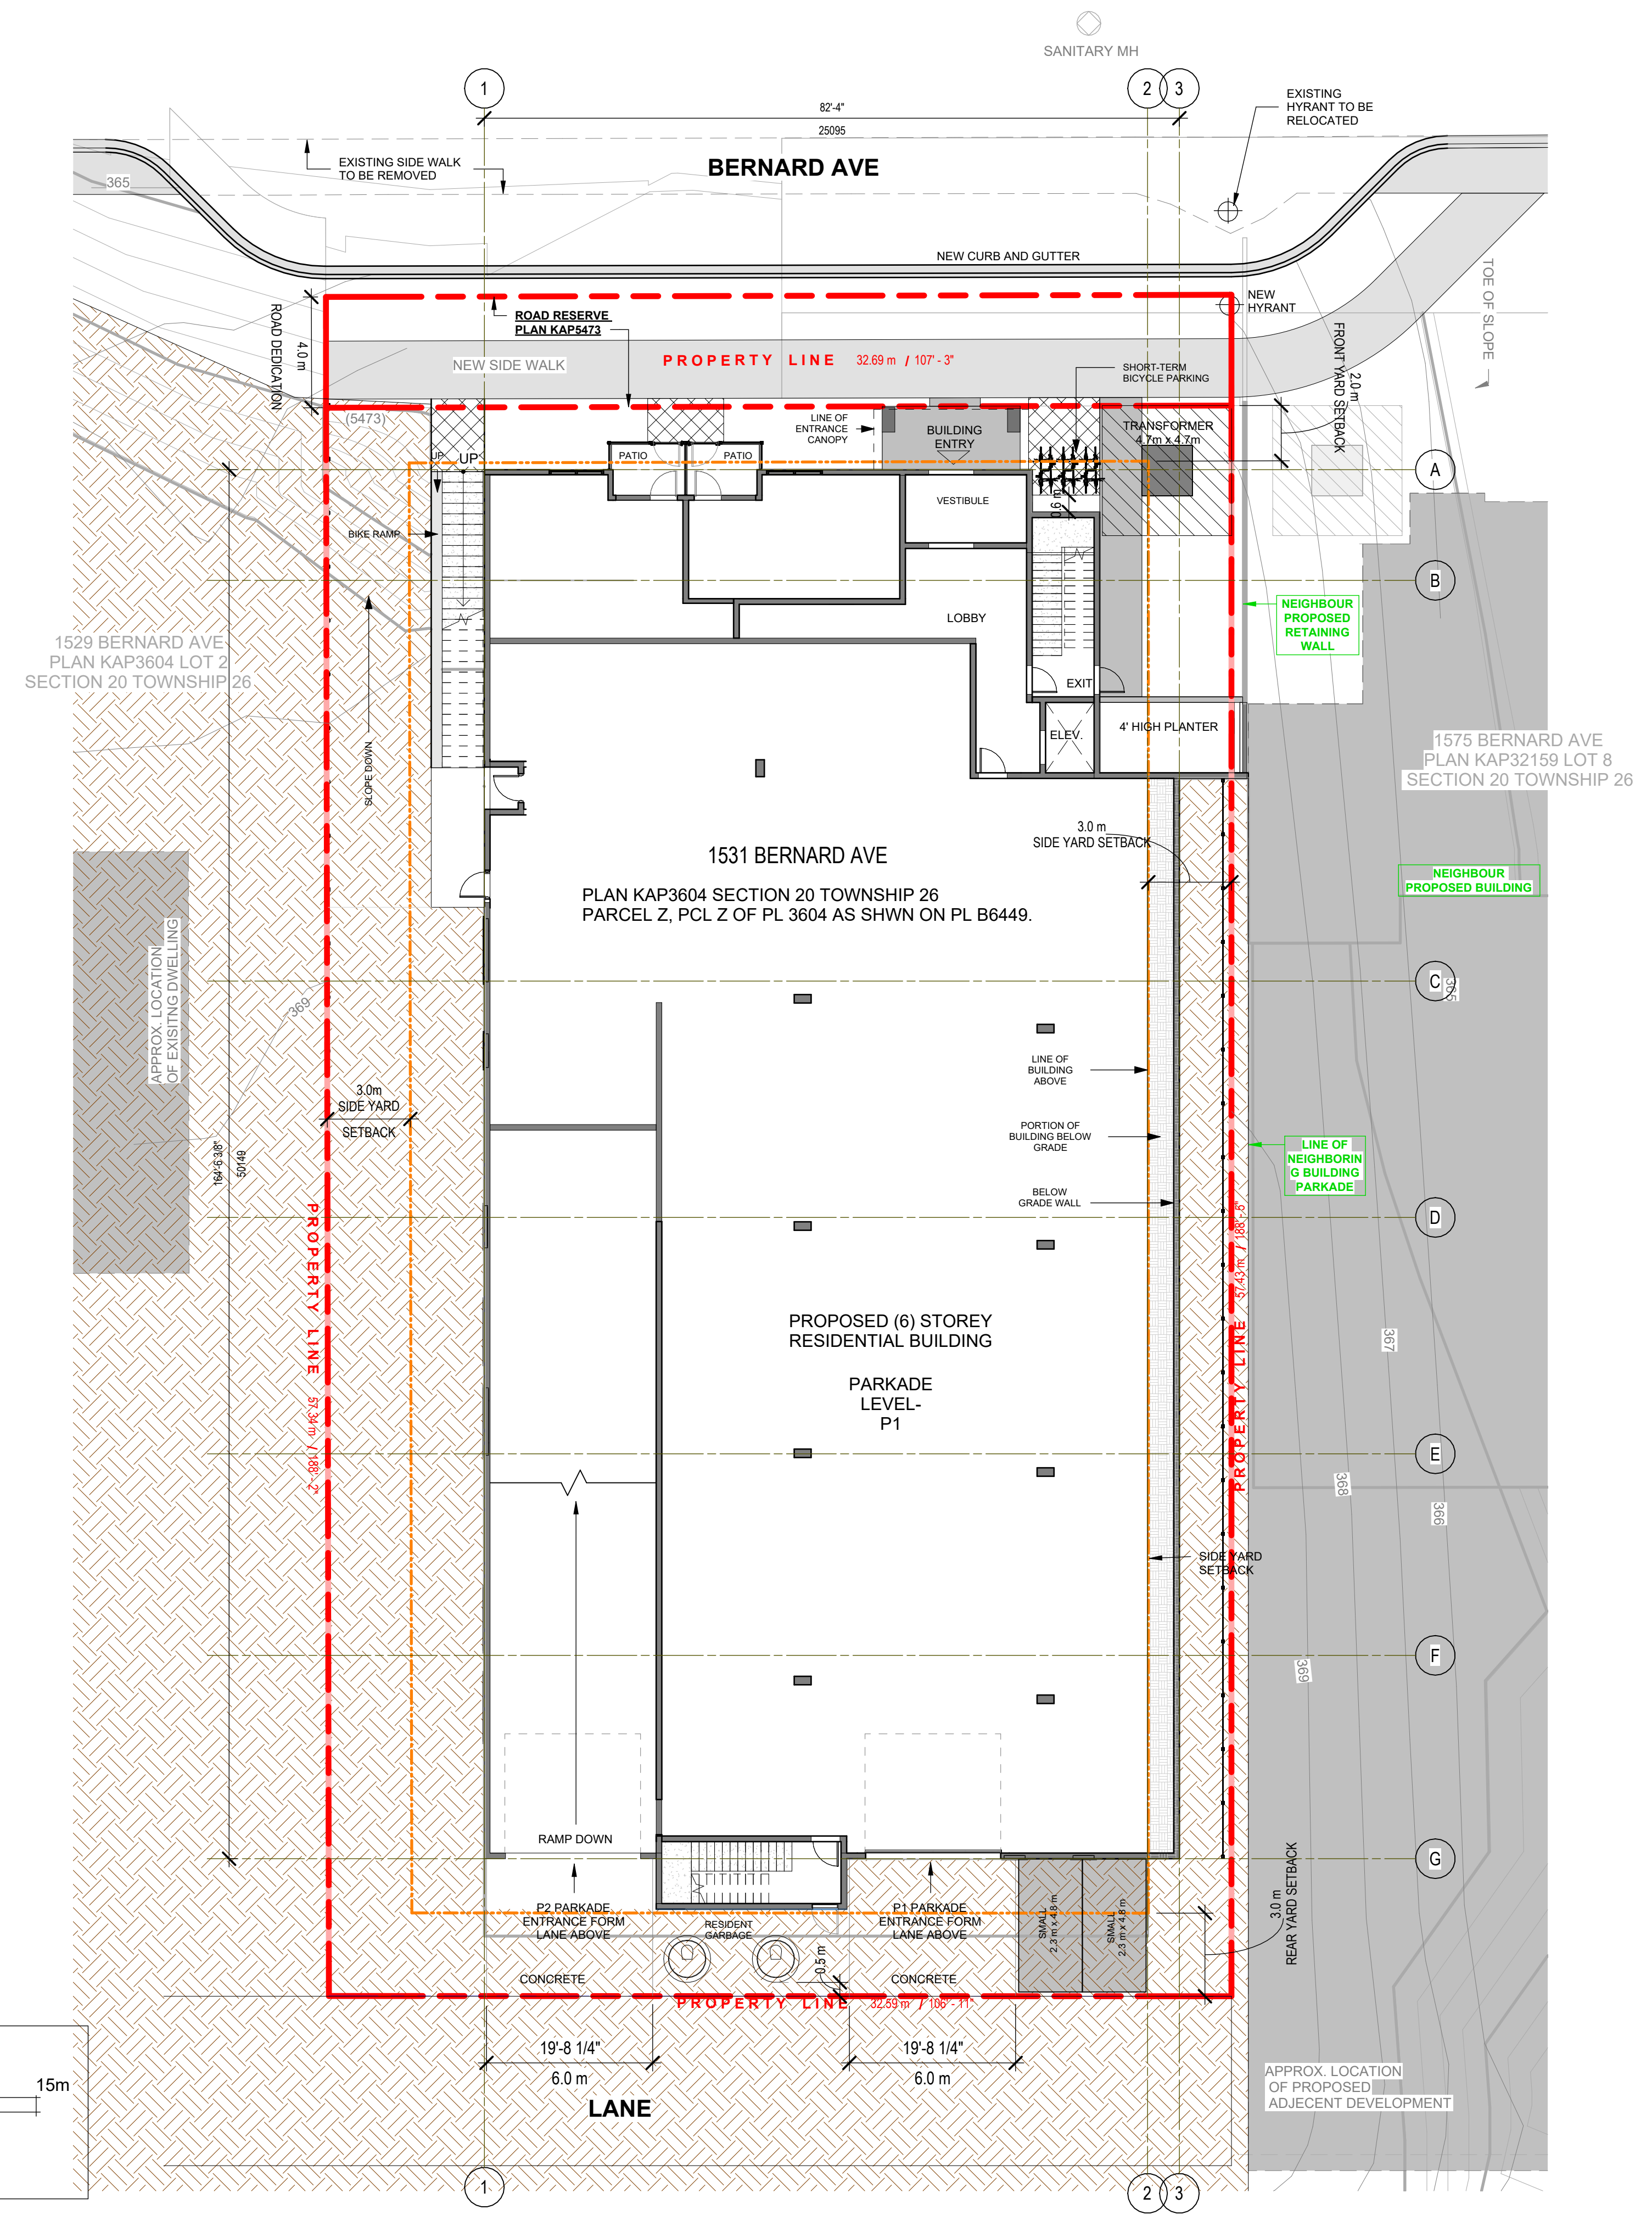 SANITARY MH
1
2
3
82'-4"
25095
EXISTING
HYRANT TO BE
RELOCATED
BERNARD AVE
EXISTING SIDE WALK
TO BE REMOVED
365
NEW CURB AND GUTTER
TOE OF SLOPE
NEW
HYRANT
ROAD DEDICATION
4.0 m
ROAD RESERVE
PLAN KAP5473
NEW SIDE WALK
PROPERTY LINE 32.69 m / 107' - 3"
SHORT-TERM
BICYCLE PARKING
FRONT YARD SETBACK
2.0 m
(5473)
LINE OF
ENTRANCE
CANOPY
BUILDING
ENTRY
TRANSFORMER
4.7m x 4.7m
UP
UP
PATIO
PATIO
A
VESTIBULE
0.6 m
BIKE RAMP
B
NEIGHBOUR
PROPOSED
RETAINING
WALL
LOBBY
1529 BERNARD AVE
PLAN KAP3604 LOT 2
SECTION 20 TOWNSHIP 26
EXIT
ELEV.
4' HIGH PLANTER
SLOPE DOWN
1575 BERNARD AVE
PLAN KAP32159 LOT 8
SECTION 20 TOWNSHIP 26
3.0 m
SIDE YARD SETBACK
1531 BERNARD AVE
PLAN KAP3604 SECTION 20 TOWNSHIP 26
PARCEL Z, PCL Z OF PL 3604 AS SHWN ON PL B6449.
NEIGHBOUR
PROPOSED BUILDING
APPROX. LOCATION
OF EXISITNG DWELLING
369
C
365
LINE OF
BUILDING
ABOVE
3.0m
SIDE YARD
SETBACK
PORTION OF
BUILDING BELOW
GRADE
LINE OF
NEIGHBORIN
G BUILDING
PARKADE
164'-6 3/8"
50149
BELOW
GRADE WALL
D
PROPERTY LINE 57.34 m / 188' - 2"
PROPERTY LINE 57.43 m / 188' - 5"
PROPOSED (6) STOREY
RESIDENTIAL BUILDING
PARKADE
LEVEL-
P1
367
E
368
366
SIDE YARD
SETBACK
F
369
RAMP DOWN
G
P2 PARKADE
ENTRANCE FORM
LANE ABOVE
RESIDENT
GARBAGE
P1 PARKADE
ENTRANCE FORM
LANE ABOVE
SMALL
2.3 m x 4.8 m
SMALL
2.3 m x 4.8 m
3.0 m
REAR YARD SETBACK
0.5 m
CONCRETE
CONCRETE
PROPERTY LINE 32.59 m / 106' - 11"
19'-8 1/4"
6.0 m
19'-8 1/4"
6.0 m
15m
LANE
APPROX. LOCATION
OF PROPOSED
ADJECENT DEVELOPMENT
1
2
3